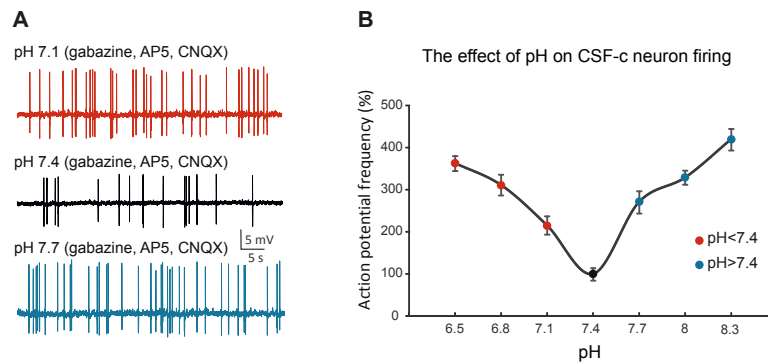 A
pH 7.1 (gabazine, AP5, CNQX)
pH 7.4 (gabazine, AP5, CNQX)
5 mV
5 s
pH 7.7 (gabazine, AP5, CNQX)
B
The effect of pH on CSF-c neuron firing
Action potential frequency (%)
500
400
300
200
100
0
6.5 6.8 7.1 7.4 7.7 8 8.3
pH
pH<7.4
pH>7.4